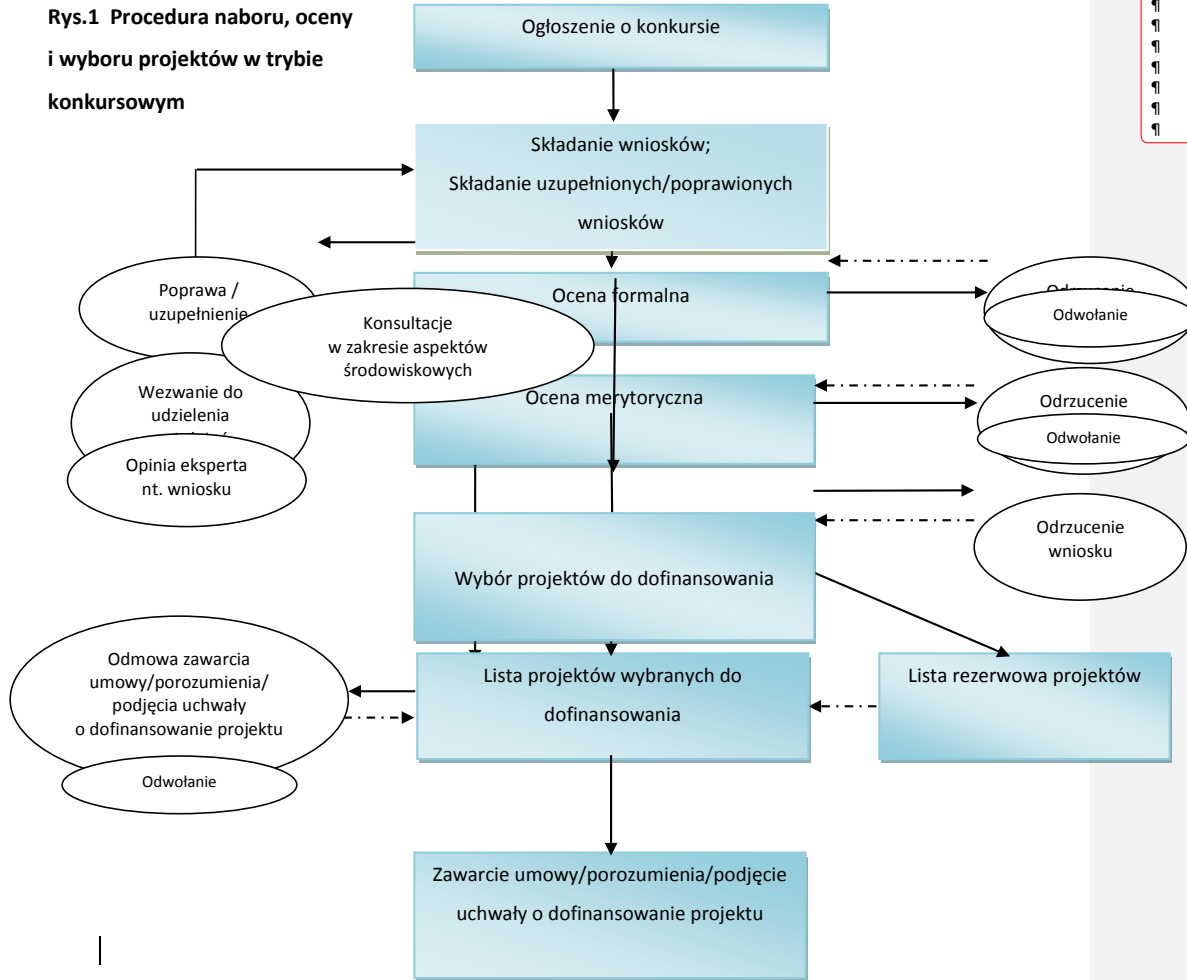 Rys.1 Procedura naboru, oceny
i wyboru projektów w trybie
konkursowym
Ogłoszenie o konkursie
Składanie wniosków;
Składanie uzupełnionych/poprawionych
wniosków
Poprawa /
uzupełnienie
Ocena formalna
Konsultacje
w zakresie aspektów
środowiskowych
Odwołanie
Wezwanie do
udzielenia
Opinia eksperta
nt. wniosku
Ocena merytoryczna
Odrzucenie
Odwołanie
Odrzucenie
wniosku
Wybór projektów do dofinansowania
Odmowa zawarcia
umowy/porozumienia/
podjęcia uchwały
o dofinansowanie projektu
Odwołanie
Lista projektów wybranych do
dofinansowania
Lista rezerwowa projektów
Zawarcie umowy/porozumienia/podjęcie
uchwały o dofinansowanie projektu